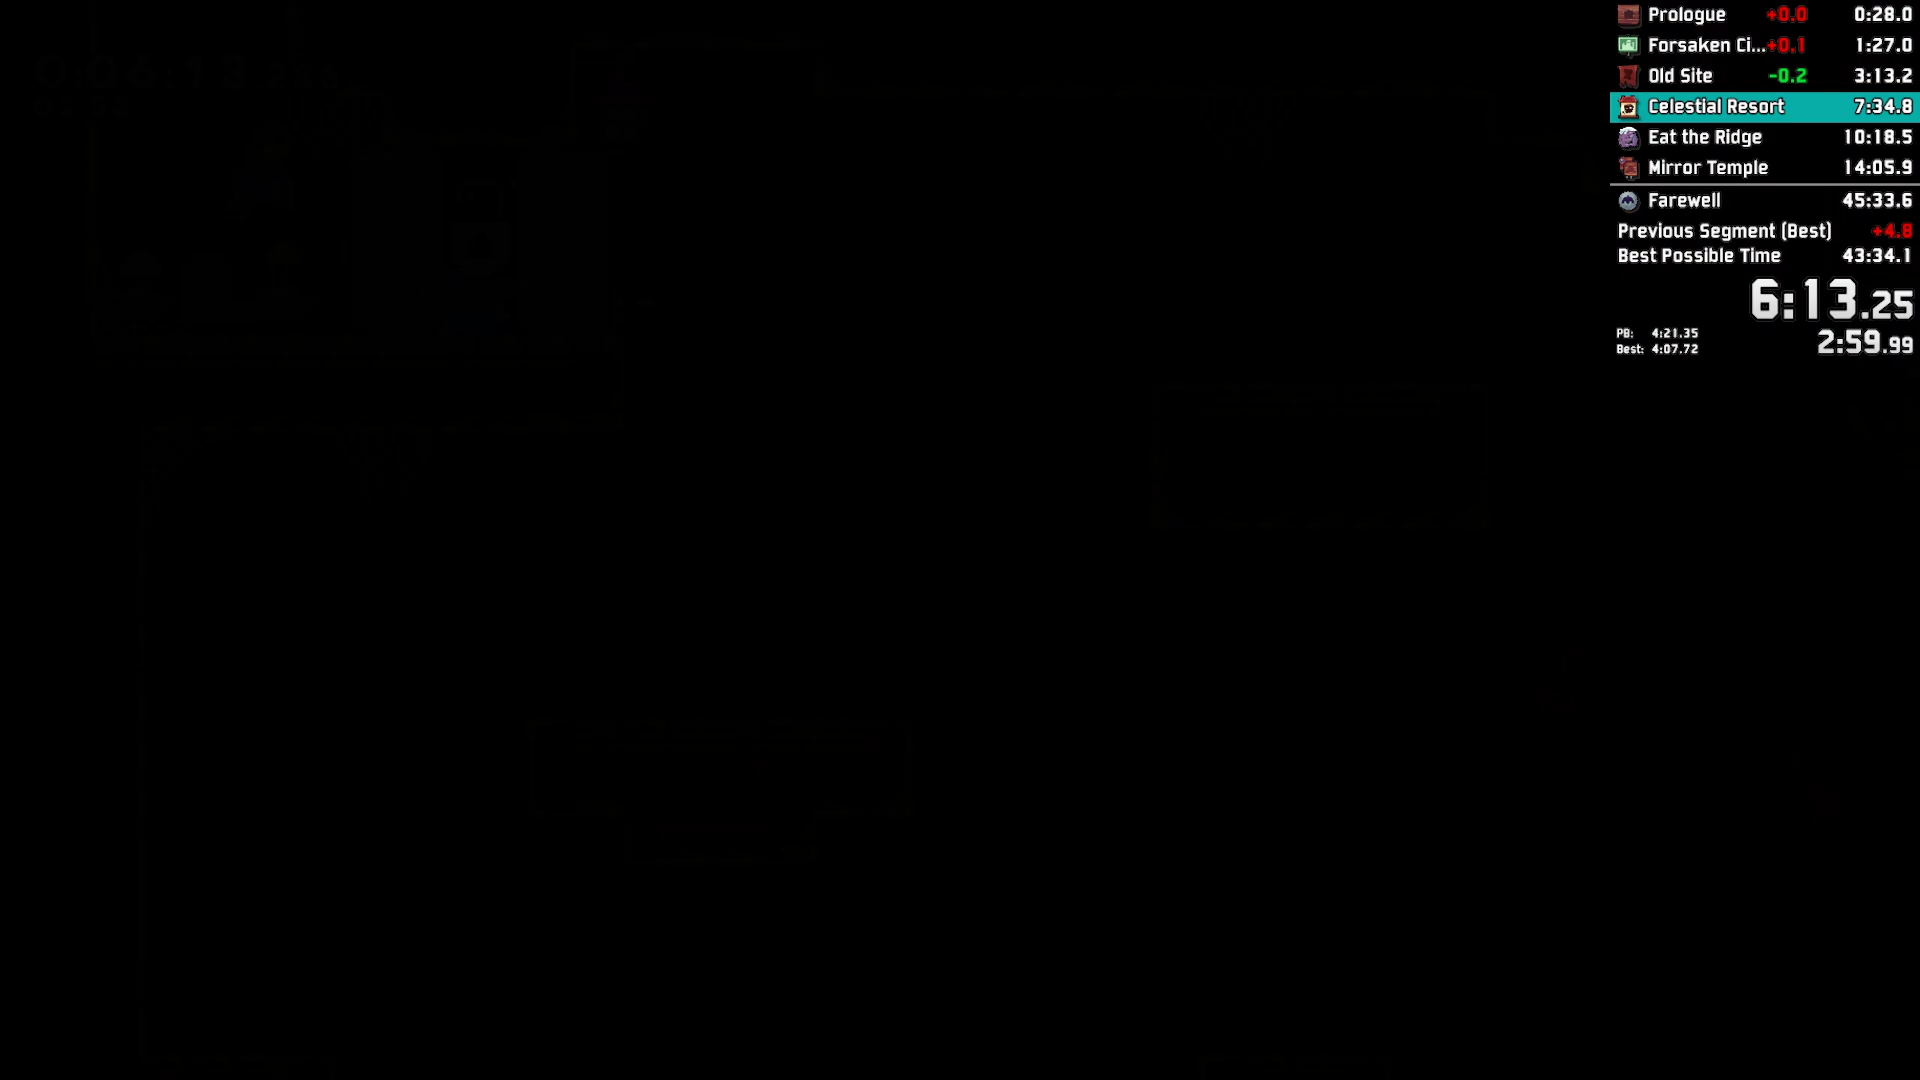 Prologue +0.0 0:28.0
Forsaken Ci...+0.1 1:27.0
Old Site -0.2 3:13.2
Celestial Resort 7:34.8
Eat the Ridge 10:18.5
Mirror Temple 14:05.9
Farewell 45:33.6
Previous Segment (Best) +4.8
Best Possible Time 43:34.1
6:13.25
PB: 4:21.35
Best: 4:07.72
2:59.99